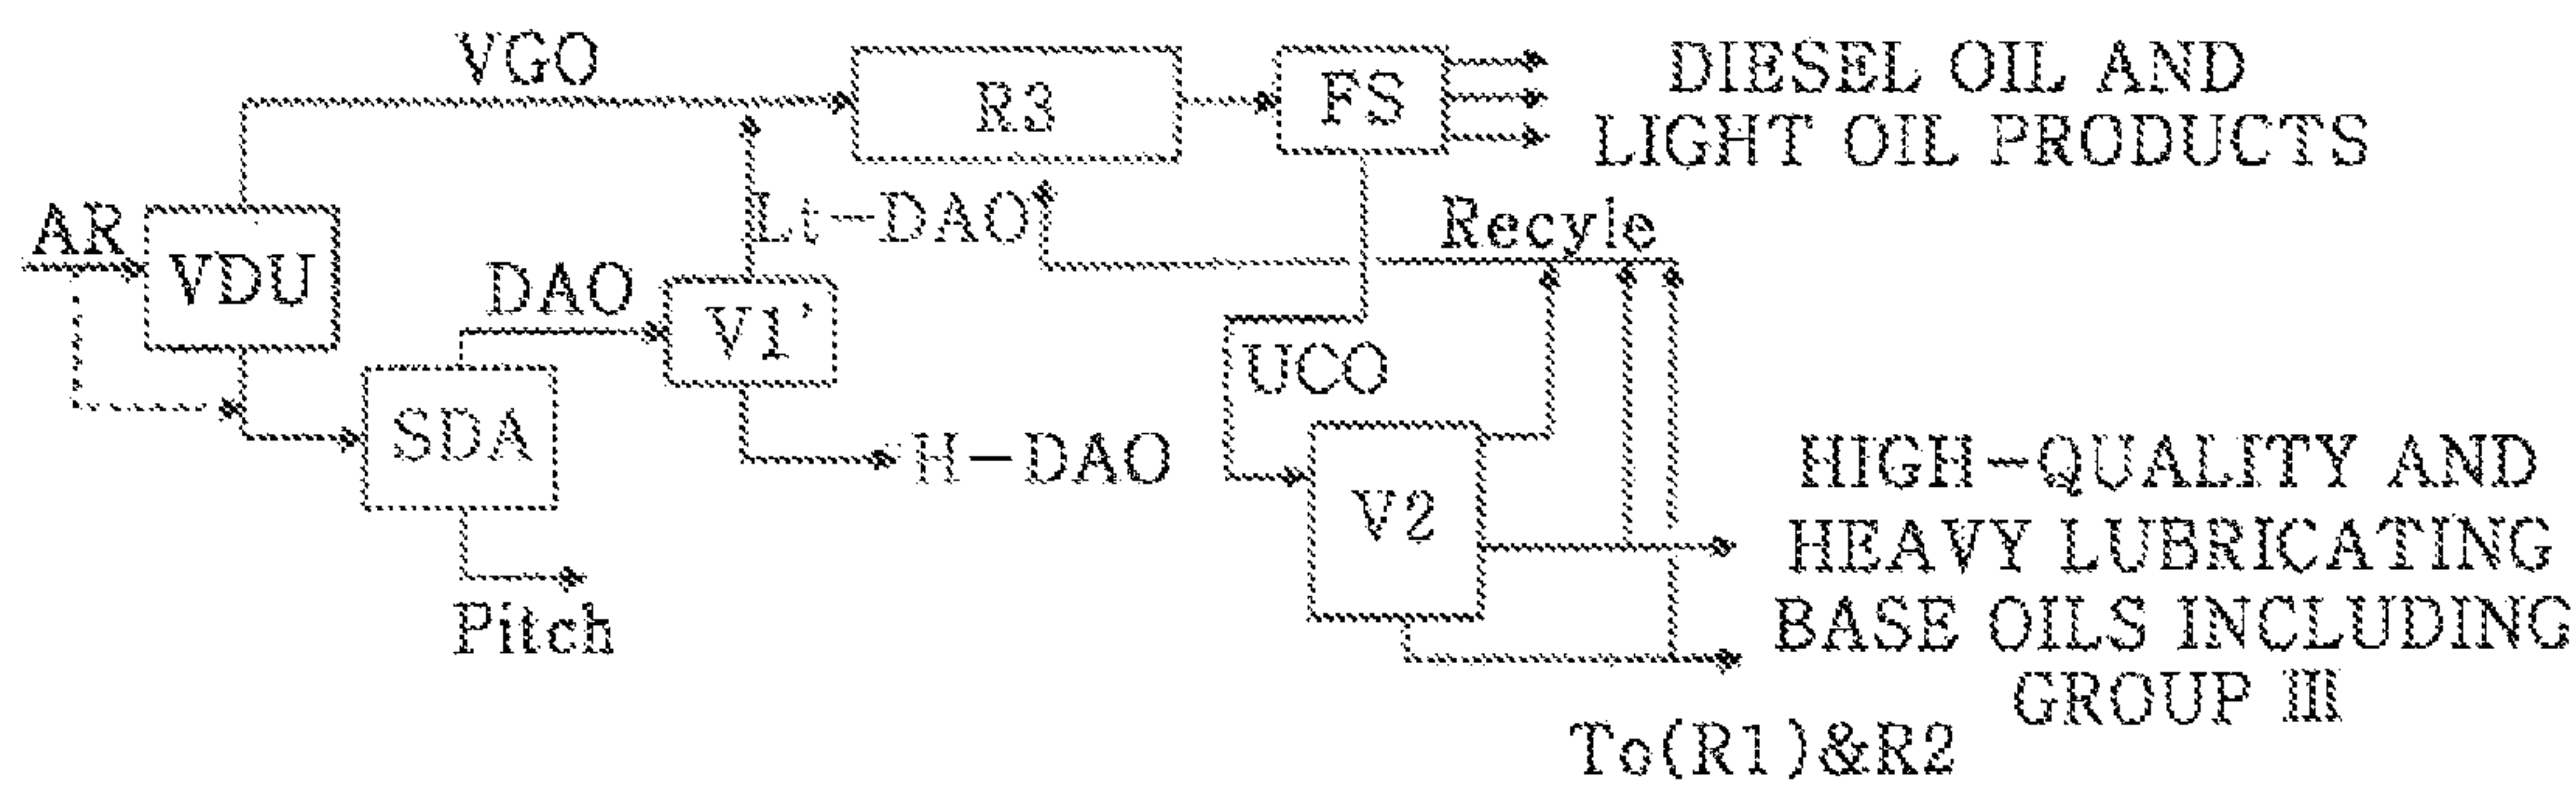 VGO
R3
FS
DIESEL OIL AND
LIGHT OIL PRODUCTS
AR
VDU
Lt-DAO
Recyle
DAO
V1'
UCO
SDA
H-DAO
V2
HIGH-QUALITY AND
HEAVY LUBRICATING
BASE OILS INCLUDING
GROUP III
Pitch
To(R1)&R2